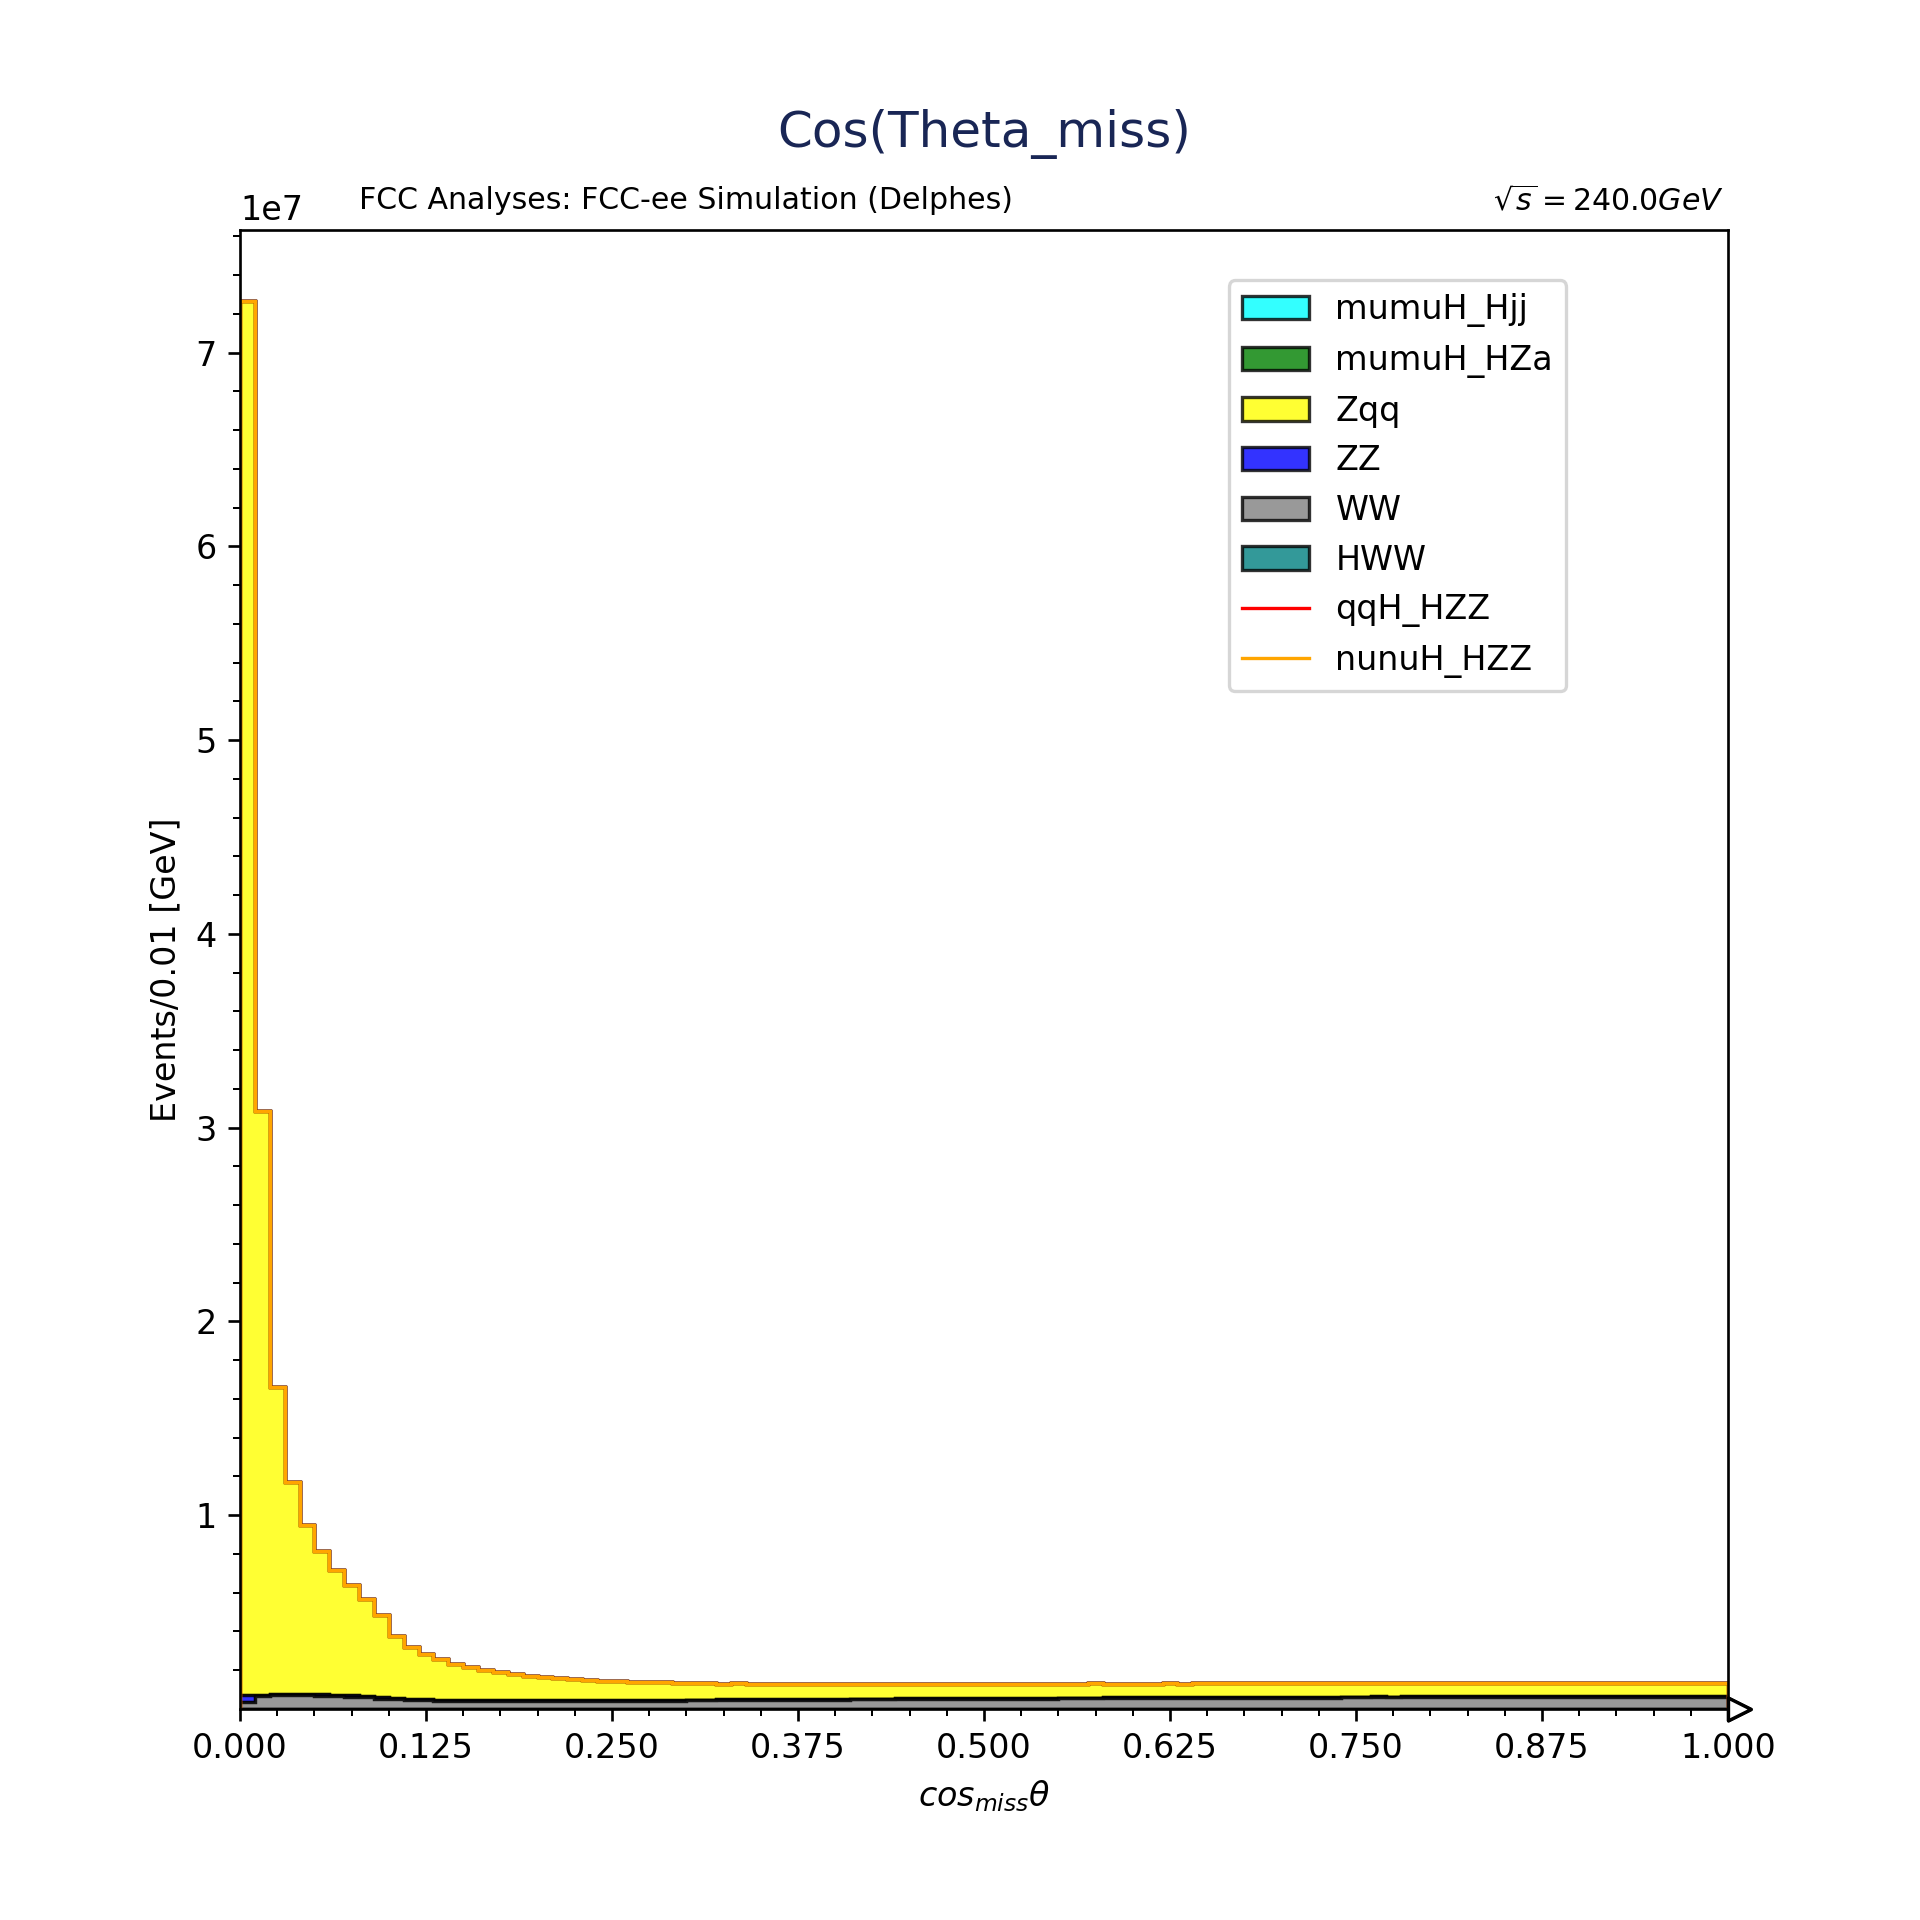 Cos(Theta_miss)
1e7 FCC Analyses: FCC-ee Simulation (Delphes) √s = 240.0GeV
mumuH_Hjj
mumuH_HZa
Zqq
ZZ
WW
HWW
qqH_HZZ
nunuH_HZZ
7
6
5
4
3
2
1
Events/0.01 [GeV]
0.000 0.125 0.250 0.375 0.500 0.625 0.750 0.875 1.000
cos_miss θ